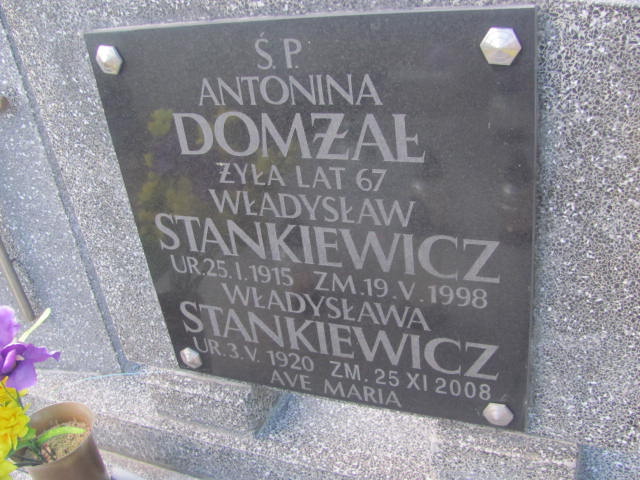 Ś.P.
ANTONINA
DOMŻAŁ
ŻYŁA LAT 67
WŁADYSŁAW
STANKIEWICZ
UR.25.I.1915 ZM.19.V.1998
WŁADYSŁAWA
STANKIEWICZ
UR.3.V.1920 ZM.25 XI 2008
AVE MARIA